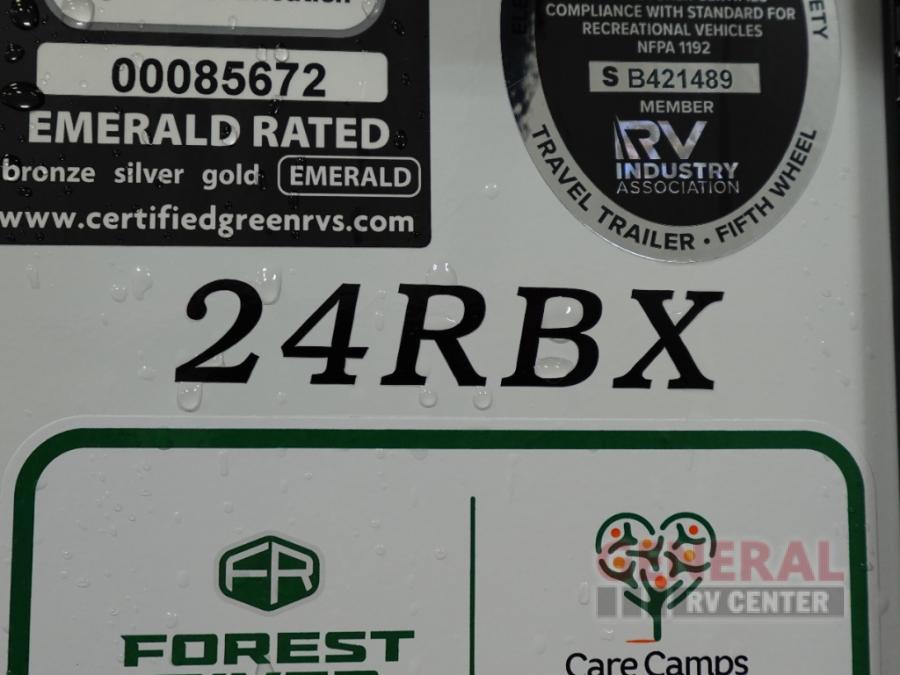 00085672
EMERALD RATED
bronze silver gold EMERALD
www.certifiedgreenrvs.com
COMPLIANCE WITH STANDARD FOR
RECREATIONAL VEHICLES
NFPA 1192
S B421489
MEMBER
RV
INDUSTRY
ASSOCIATION
TRAVEL TRAILER • FIFTH WHEEL
24RBX
FR
FOREST
Care Camps
GENERAL
RV CENTER